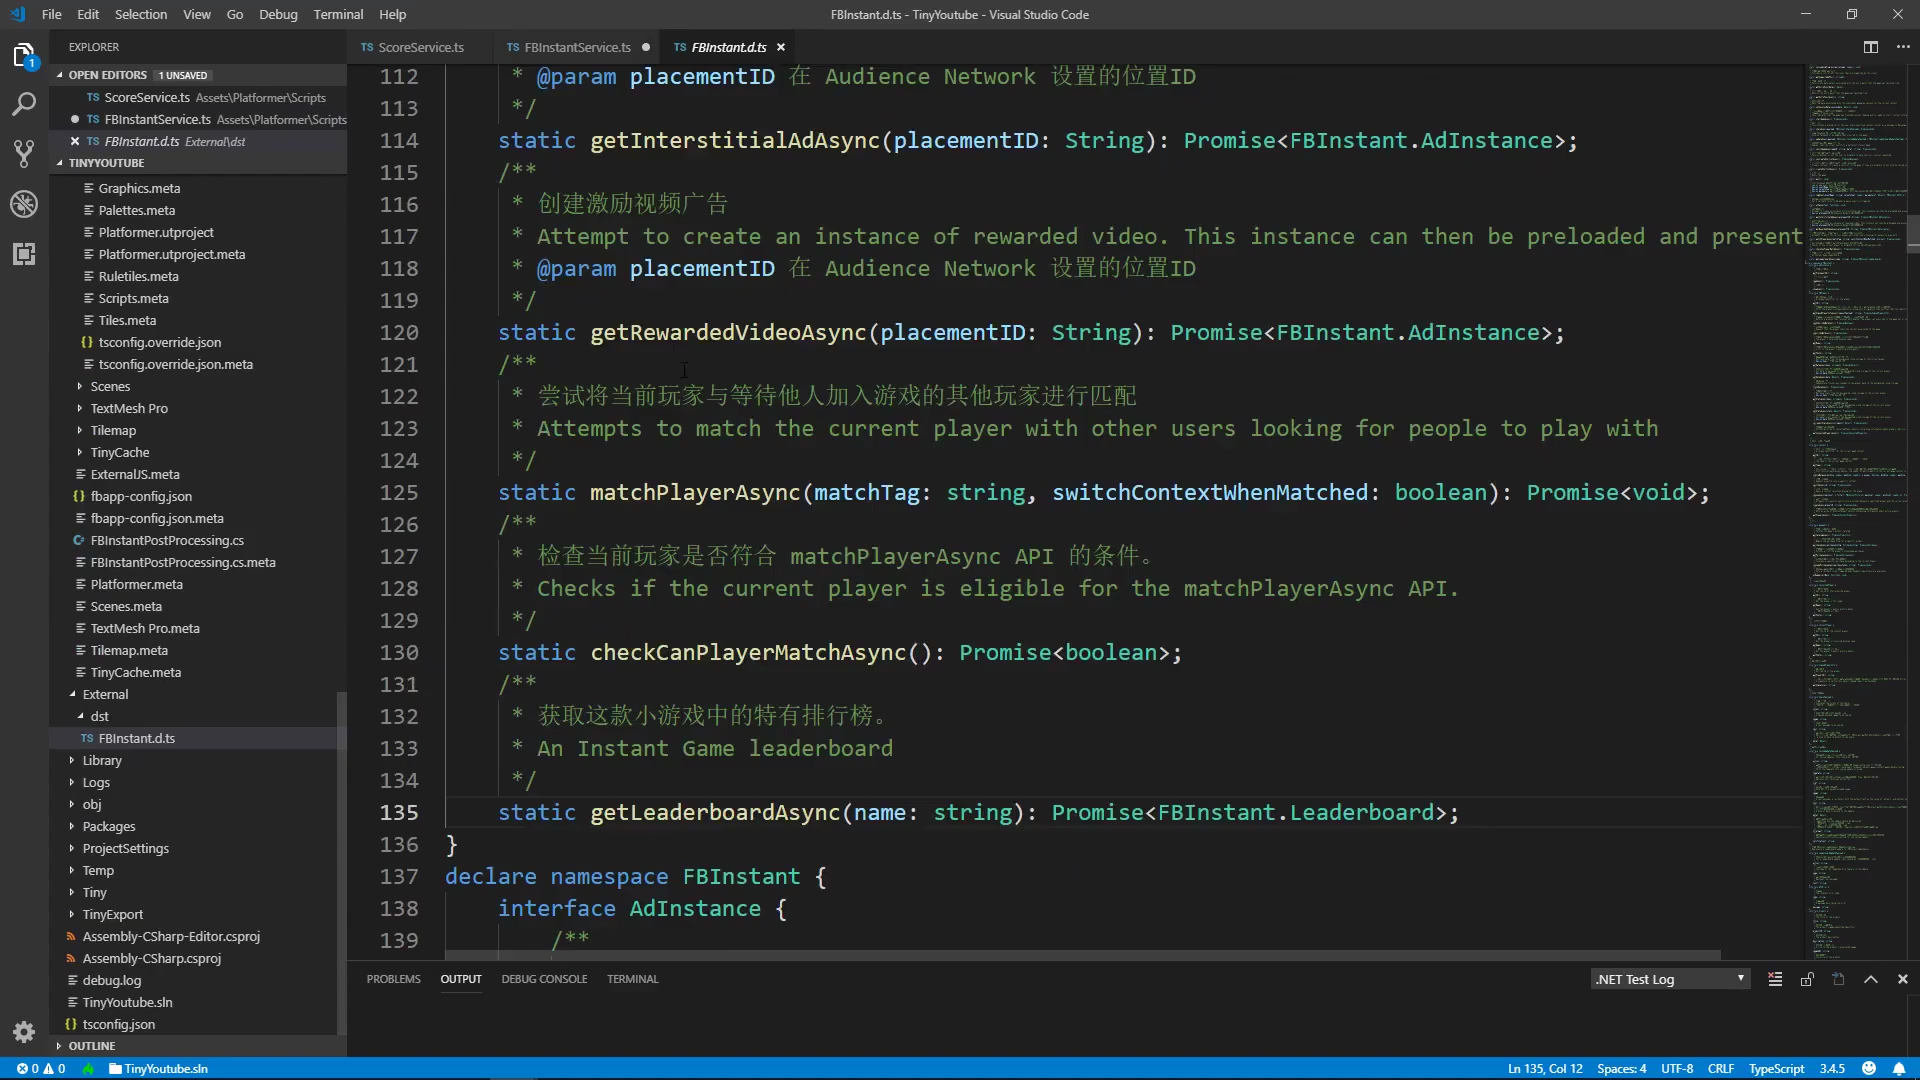 File Edit Selection View Go Debug Terminal Help
FBInstant.d.ts - TinyYoutube - Visual Studio Code
EXPLORER
OPEN EDITORS 1 UNSAVED
TS ScoreService.ts Assets\Platformer\Scripts
TS FBInstantService.ts Assets\Platformer\Scripts
TS FBInstant.d.ts External\dst
TINYYOUTUBE
Graphics.meta
Palettes.meta
Platformer.utproject
Platformer.utproject.meta
Ruletiles.meta
Scripts.meta
Tiles.meta
{} tsconfig.override.json
tsconfig.override.json.meta
Scenes
TextMesh Pro
Tilemap
TinyCache
ExternalJS.meta
{} fbapp-config.json
fbapp-config.json.meta
FBInstantPostProcessing.cs
FBInstantPostProcessing.cs.meta
Platformer.meta
Scenes.meta
TextMesh Pro.meta
Tilemap.meta
TinyCache.meta
External
dst
TS FBInstant.d.ts
Library
Logs
obj
Packages
ProjectSettings
Temp
Tiny
TinyExport
Assembly-CSharp-Editor.csproj
Assembly-CSharp.csproj
debug.log
TinyYoutube.sln
{} tsconfig.json
OUTLINE
TS ScoreService.ts TS FBInstantService.ts TS FBInstant.d.ts
112 * @param placementID 在 Audience Network 设置的位置ID
113 */
114 static getInterstitialAdAsync(placementID: String): Promise<FBInstant.AdInstance>;
115 /**
116 * 创建激励视频广告
117 * Attempt to create an instance of rewarded video. This instance can then be preloaded and present
118 * @param placementID 在 Audience Network 设置的位置ID
119 */
120 static getRewardedVideoAsync(placementID: String): Promise<FBInstant.AdInstance>;
121 /**
122 * 尝试将当前玩家与等待他人加入游戏的其他玩家进行匹配
123 * Attempts to match the current player with other users looking for people to play with
124 */
125 static matchPlayerAsync(matchTag: string, switchContextWhenMatched: boolean): Promise<void>;
126 /**
127 * 检查当前玩家是否符合 matchPlayerAsync API 的条件。
128 * Checks if the current player is eligible for the matchPlayerAsync API.
129 */
130 static checkCanPlayerMatchAsync(): Promise<boolean>;
131 /**
132 * 获取这款小游戏中的特有排行榜。
133 * An Instant Game leaderboard
134 */
135 static getLeaderboardAsync(name: string): Promise<FBInstant.Leaderboard>;
136 }
137 declare namespace FBInstant {
138 interface AdInstance {
139 /**
PROBLEMS OUTPUT DEBUG CONSOLE TERMINAL
.NET Test Log
0 0 TinyYoutube.sln
Ln 135, Col 12 Spaces: 4 UTF-8 CRLF TypeScript 3.4.5